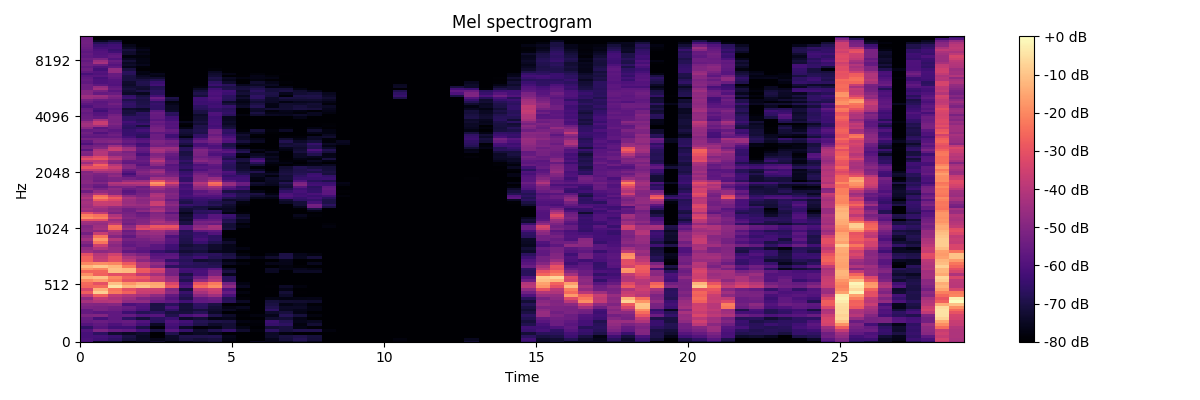 Mel spectrogram
8192
4096
2048
1024
512
0
Hz
0 5 10 15 20 25
Time
+0 dB
-10 dB
-20 dB
-30 dB
-40 dB
-50 dB
-60 dB
-70 dB
-80 dB